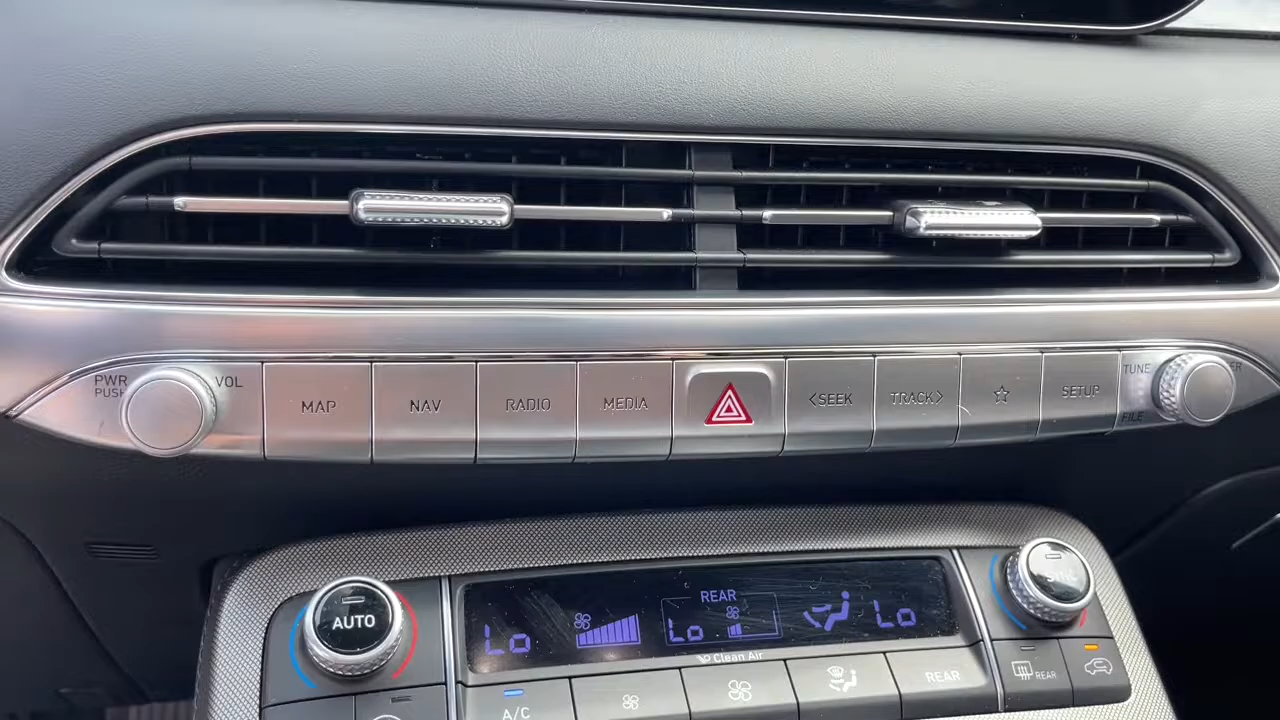 PWR
PUSH
VOL
MAP
NAV
RADIO
MEDIA
<SEEK
TRACK>
SETUP
TUNE
FILE
AUTO
Lo
REAR
Lo
Lo
SYNC
Clean Air
A/C
REAR
REAR